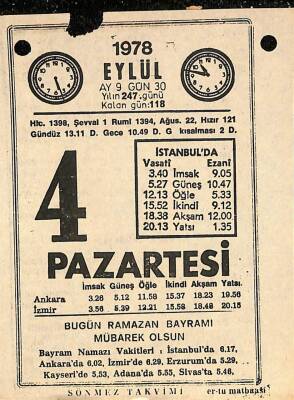 1978
EYLÜL
AY 9 GÜN 30
Yılın 247.günü
Kalan gün:118
Hic. 1398, Şevval 1 Rumî 1394, Ağus. 22, Hızır 121
Gündüz 13.11 D. Gece 10.49 D. G kısalması 2 D.
4
İSTANBUL'DA
Vasatî Ezanî
3.40 İmsak 9.05
5.27 Güneş 10.47
12.13 Öğle 5.33
15.52 İkindi 9.12
18.38 Akşam 12.00
20.13 Yatsı 1.35
PAZARTESİ
İmsak Güneş Öğle İkindi Akşam Yatsı.
Ankara 3.26 5.12 11.58 15.37 18.23 19.56
İzmir 3.56 5.39 12.21 15.58 18.48 20.15
BUGÜN RAMAZAN BAYRAMI
MÜBAREK OLSUN
Bayram Namazı Vakitleri : İstanbul'da 6.17,
Ankara'da 6,02, İzmir'de 6.29, Erzurum'da 5.29,
Kayseri'de 5.53, Adana'da 5.55, Sivas'ta 5.46,
SÖNMEZ TAKVİMİ er-tu matbaası